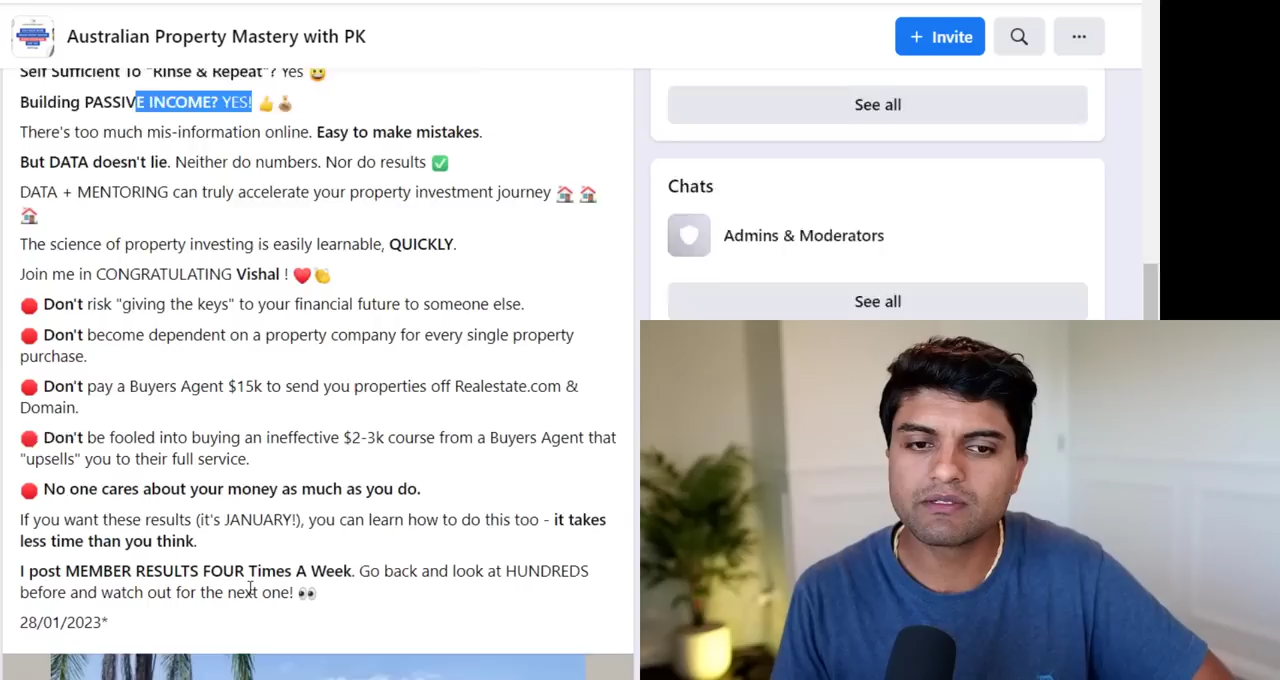 Australian Property Mastery with PK
+ Invite
Self Sufficient To "Rinse & Repeat"? Yes 😀
Building PASSIVE INCOME? YES! 👍💰
There's too much mis-information online. Easy to make mistakes.
But DATA doesn't lie. Neither do numbers. Nor do results ✅
DATA + MENTORING can truly accelerate your property investment journey 🏠 🏠
🏠
The science of property investing is easily learnable, QUICKLY.
Join me in CONGRATULATING Vishal ! ❤️👏
🛑 Don't risk "giving the keys" to your financial future to someone else.
🛑 Don't become dependent on a property company for every single property
purchase.
🛑 Don't pay a Buyers Agent $15k to send you properties off Realestate.com &
Domain.
🛑 Don't be fooled into buying an ineffective $2-3k course from a Buyers Agent that
"upsells" you to their full service.
🛑 No one cares about your money as much as you do.
If you want these results (it's JANUARY!), you can learn how to do this too - it takes
less time than you think.
I post MEMBER RESULTS FOUR Times A Week. Go back and look at HUNDREDS
before and watch out for the next one! 👀
28/01/2023*
See all
Chats
Admins & Moderators
See all